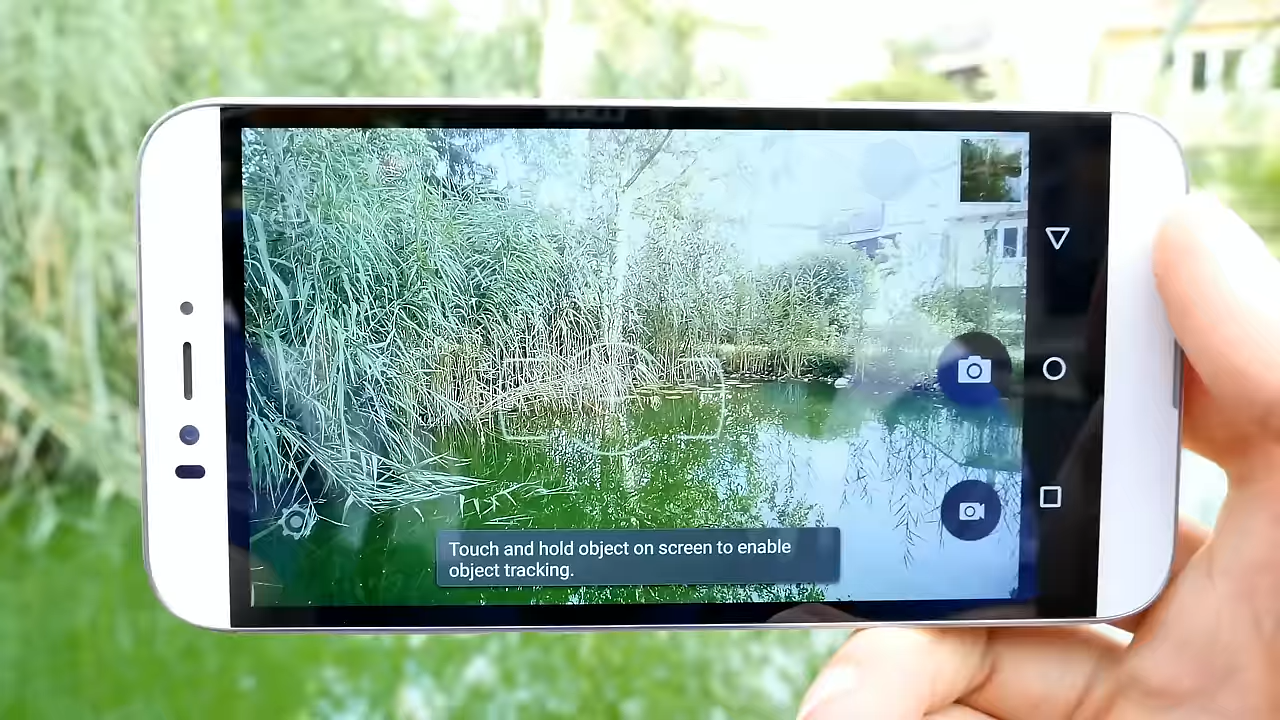 Touch and hold object on screen to enable
object tracking.